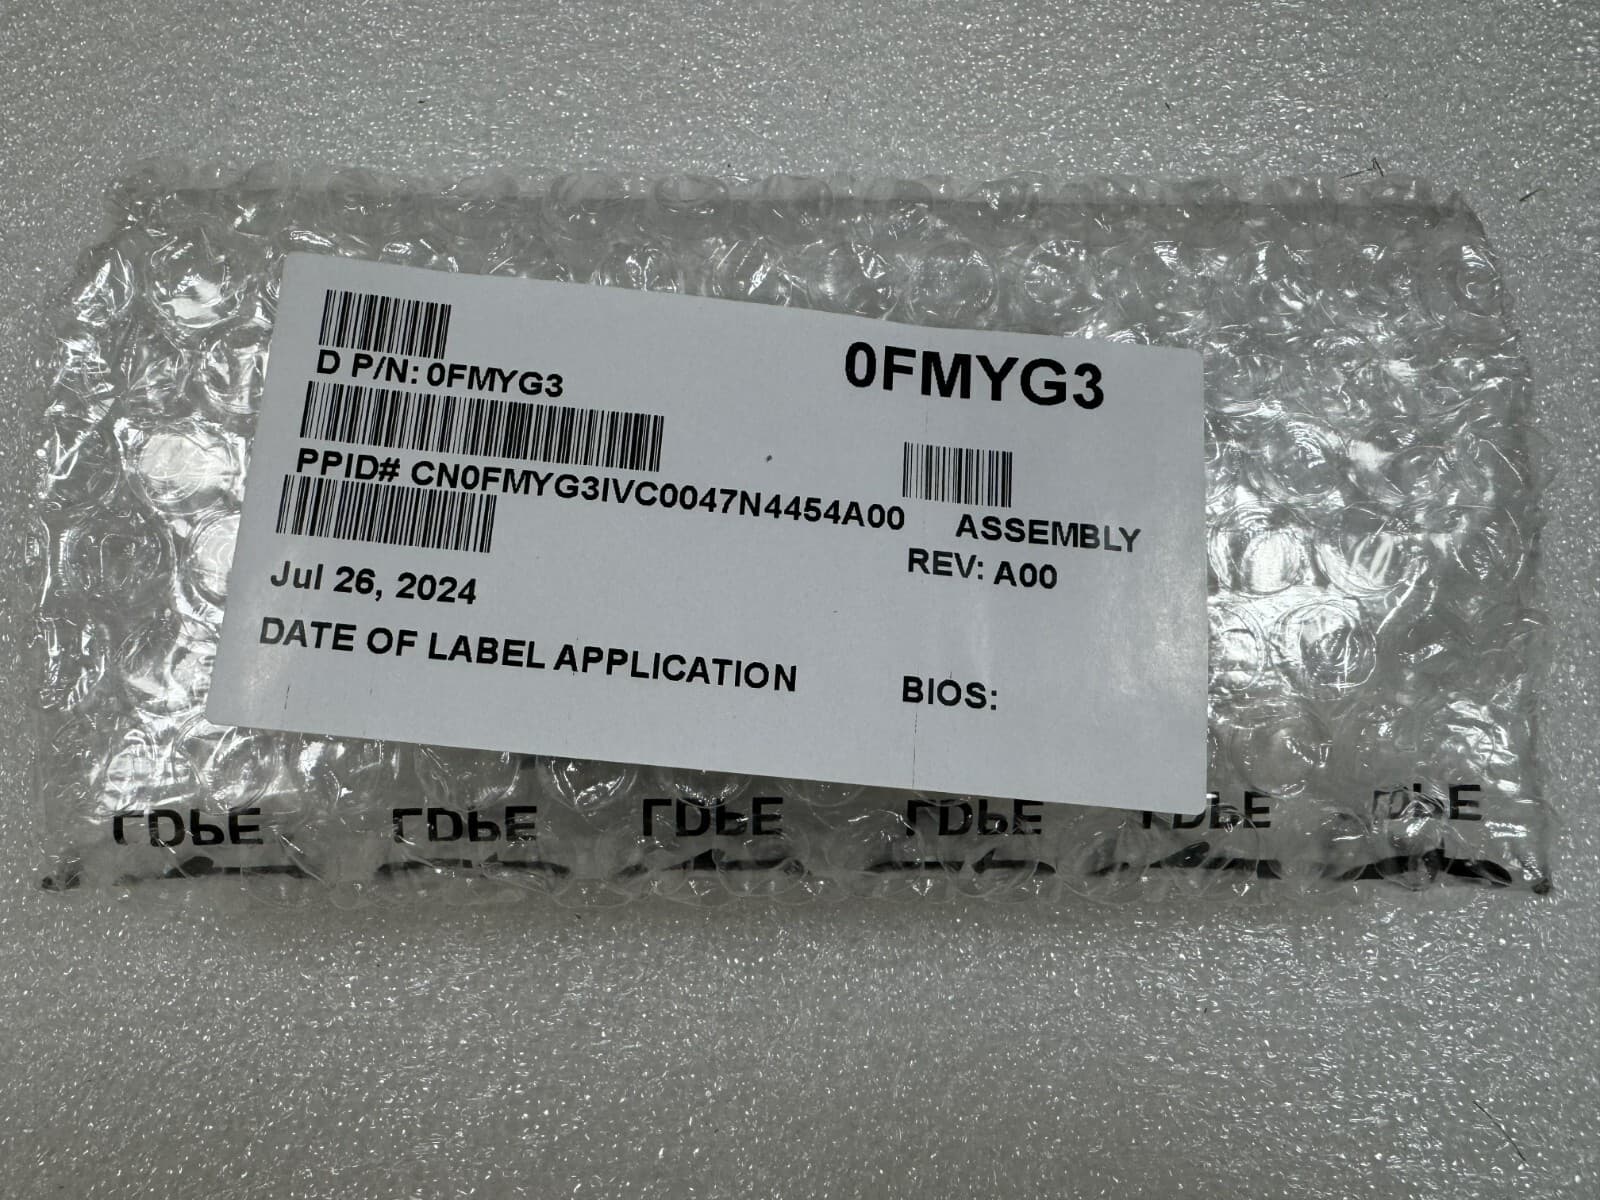 D P/N: 0FMYG3
0FMYG3
PPID# CN0FMYG3IVC0047N4454A00
ASSEMBLY
REV: A00
Jul 26, 2024
DATE OF LABEL APPLICATION
BIOS: